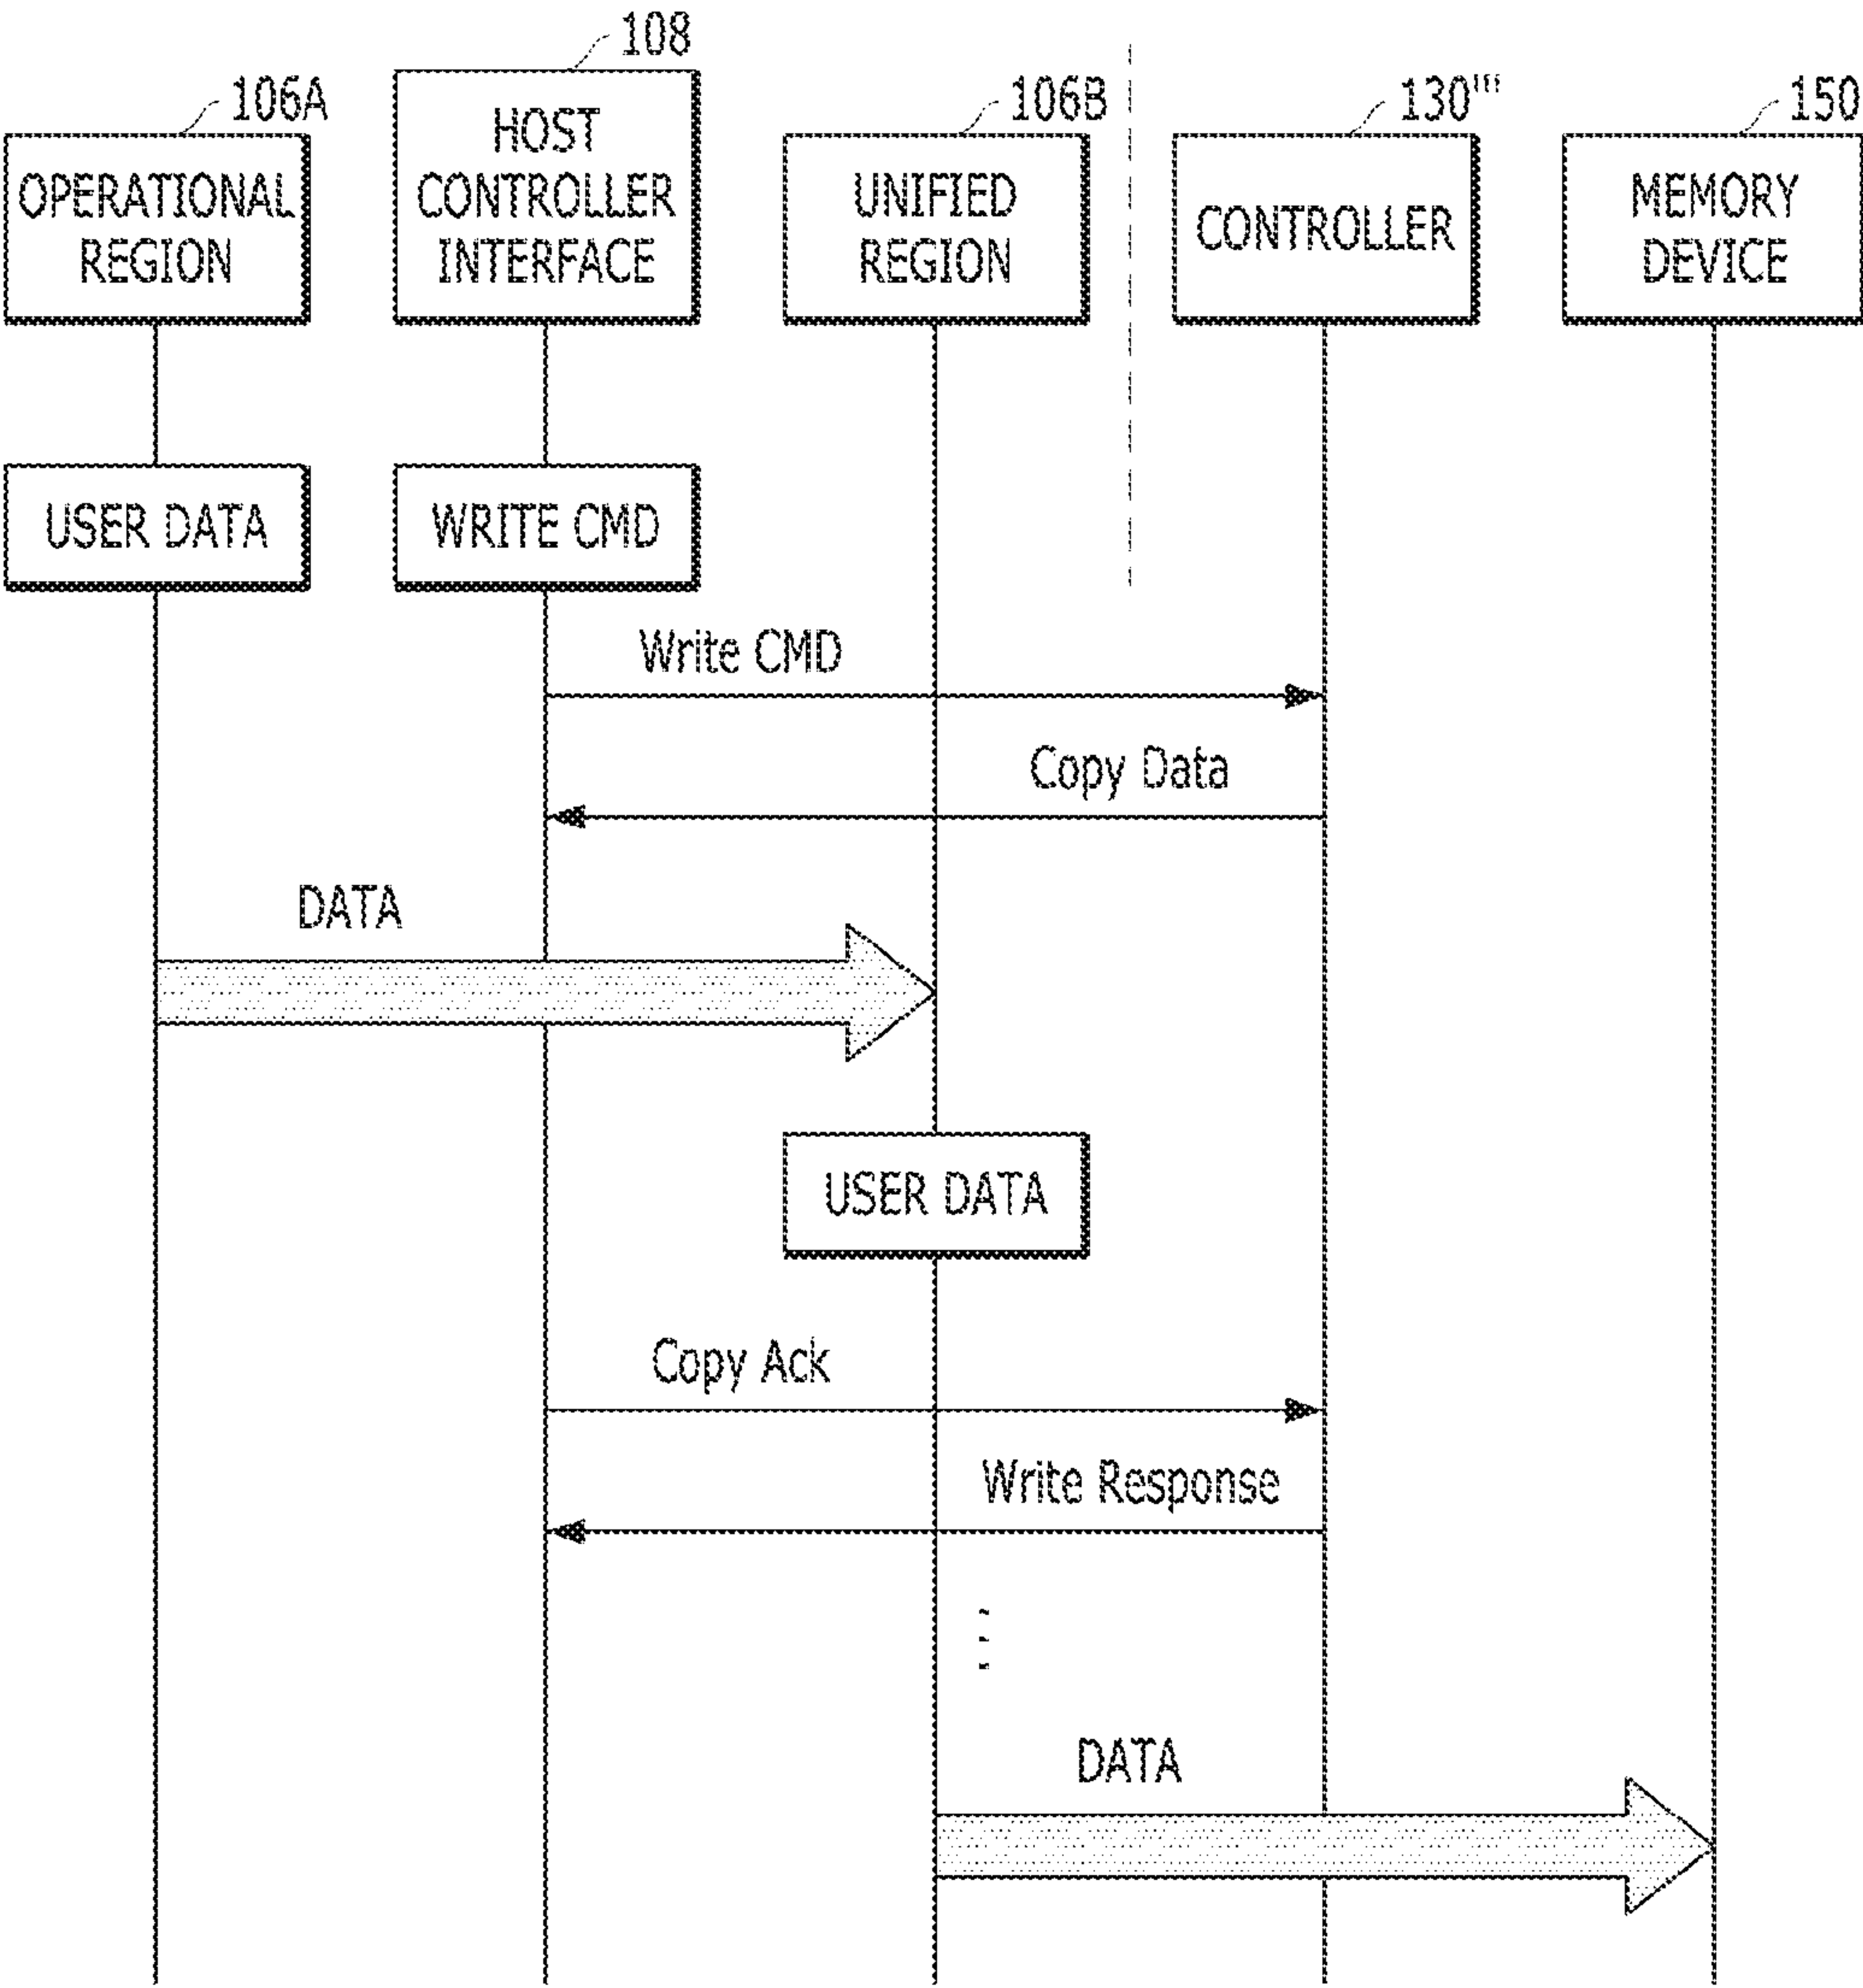 108
106A
106B
130'''
150
OPERATIONAL
REGION
HOST
CONTROLLER
INTERFACE
UNIFIED
REGION
CONTROLLER
MEMORY
DEVICE
USER DATA
WRITE CMD
Write CMD
Copy Data
DATA
USER DATA
Copy Ack
Write Response
DATA